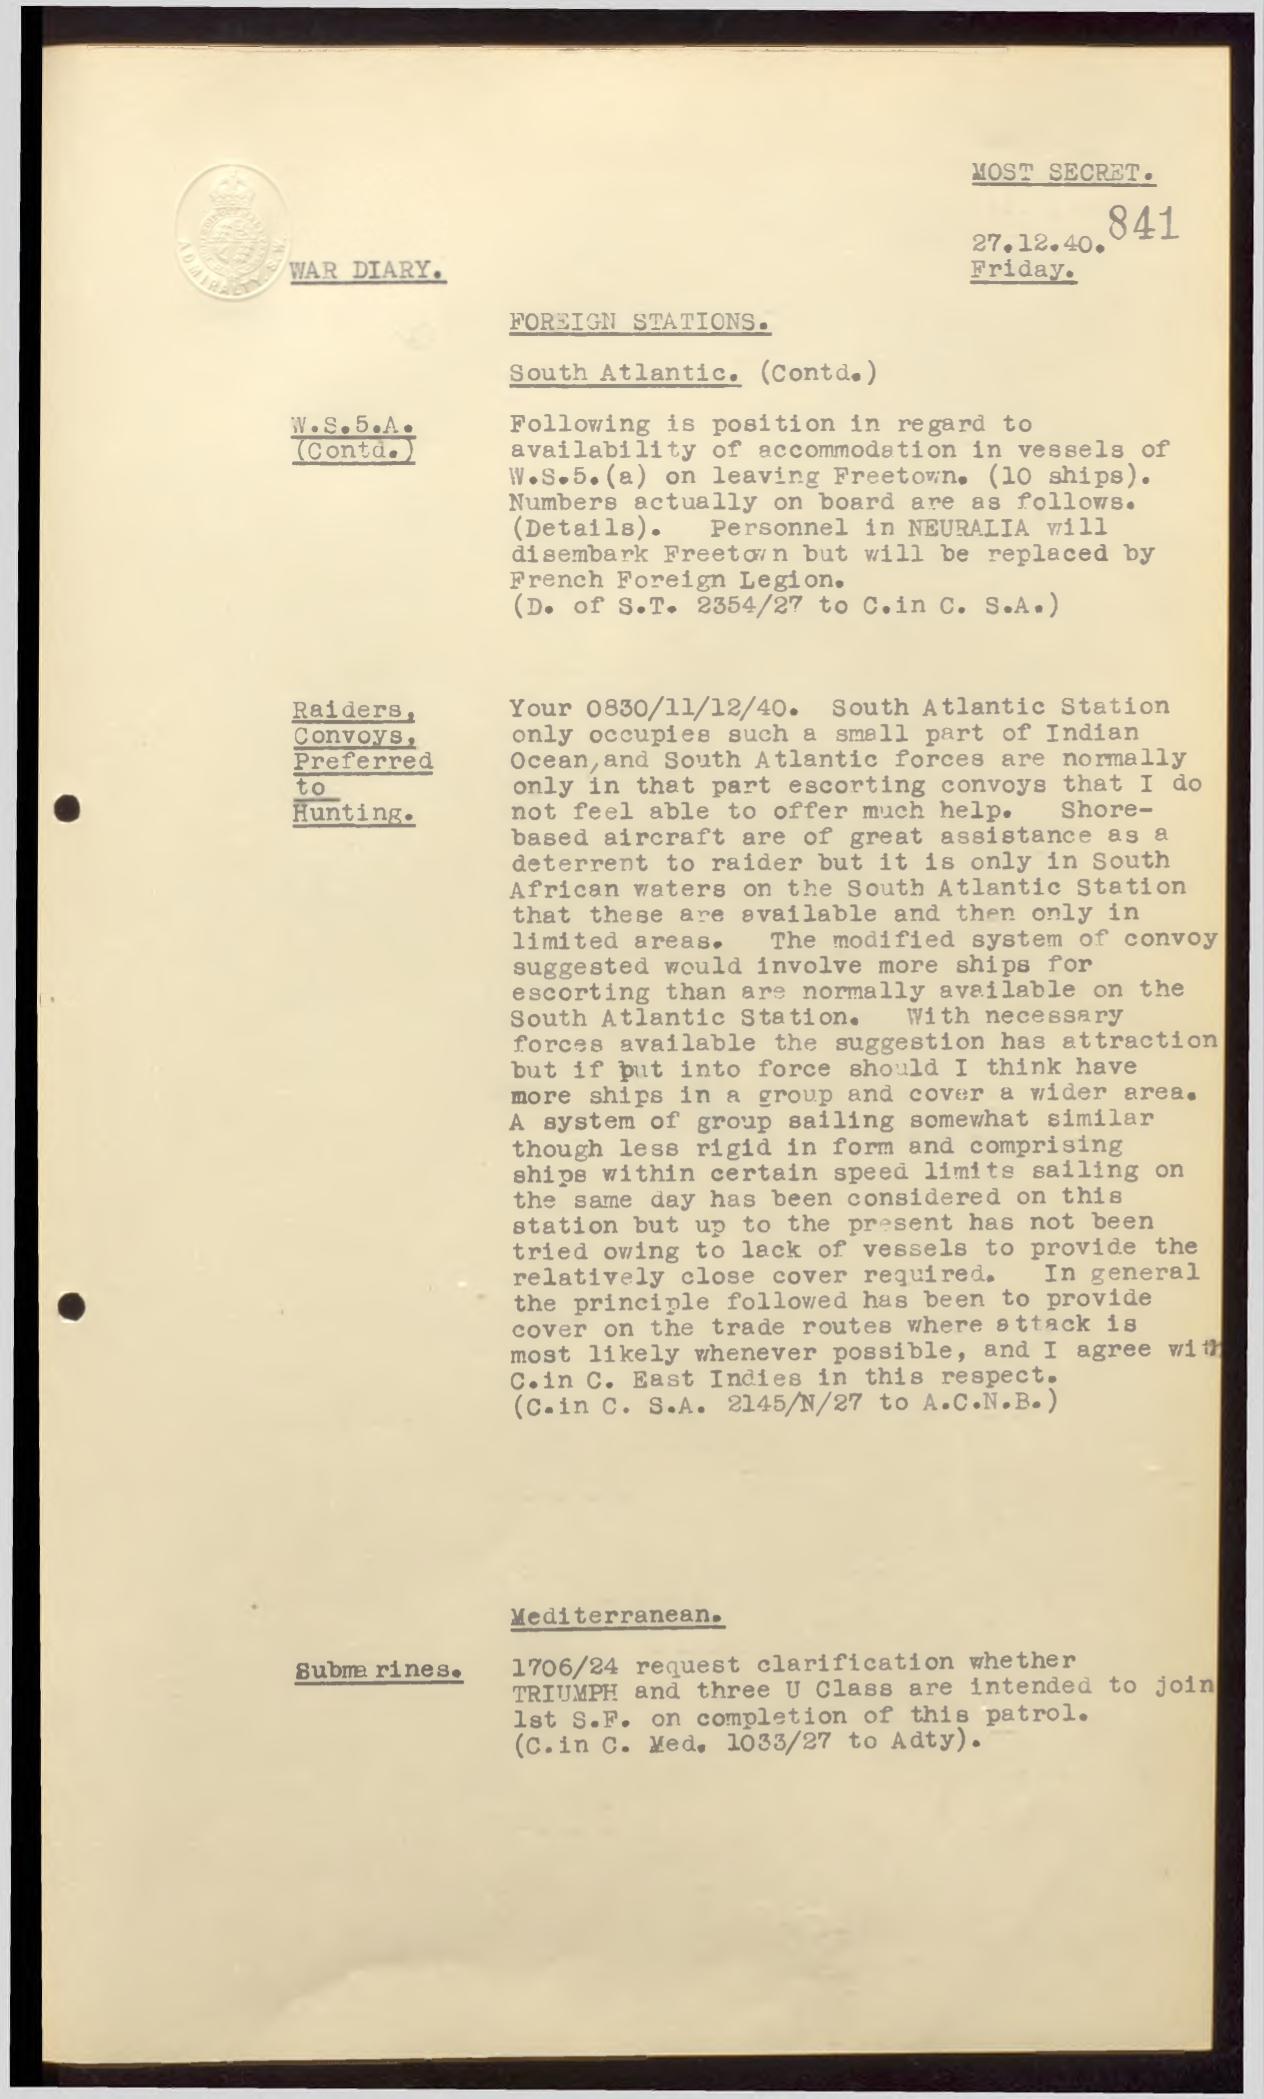 MOST SECRET.
841
27.12.40.
Friday.
ADMIRALTY. S.W.
WAR DIARY.
FOREIGN STATIONS.
South Atlantic. (Contd.)
W.S.5.A.
(Contd.)
Following is position in regard to
availability of accommodation in vessels of
W.S.5.(a) on leaving Freetown. (10 ships).
Numbers actually on board are as follows.
(Details). Personnel in NEURALIA will
disembark Freetown but will be replaced by
French Foreign Legion.
(D. of S.T. 2354/27 to C.in C. S.A.)
Raiders,
Convoys,
Preferred
to
Hunting.
Your 0830/11/12/40. South Atlantic Station
only occupies such a small part of Indian
Ocean,and South Atlantic forces are normally
only in that part escorting convoys that I do
not feel able to offer much help. Shore-
based aircraft are of great assistance as a
deterrent to raider but it is only in South
African waters on the South Atlantic Station
that these are available and then only in
limited areas. The modified system of convoy
suggested would involve more ships for
escorting than are normally available on the
South Atlantic Station. With necessary
forces available the suggestion has attraction
but if put into force should I think have
more ships in a group and cover a wider area.
A system of group sailing somewhat similar
though less rigid in form and comprising
ships within certain speed limits sailing on
the same day has been considered on this
station but up to the present has not been
tried owing to lack of vessels to provide the
relatively close cover required. In general
the principle followed has been to provide
cover on the trade routes where attack is
most likely whenever possible, and I agree with
C.in C. East Indies in this respect.
(C.in C. S.A. 2145/N/27 to A.C.N.B.)
Mediterranean.
Submarines.
1706/24 request clarification whether
TRIUMPH and three U Class are intended to join
1st S.F. on completion of this patrol.
(C.in C. Med. 1033/27 to Adty).